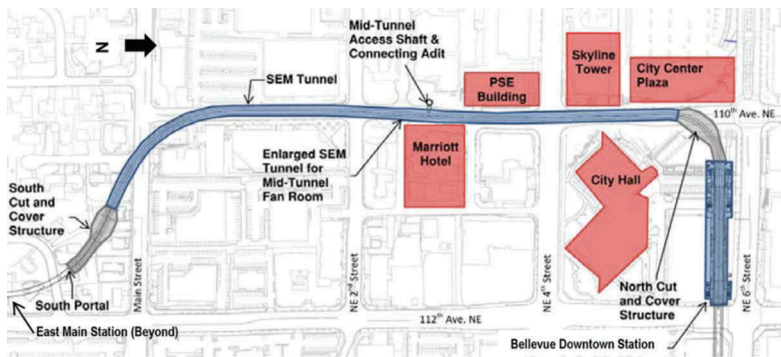 N
Mid-Tunnel
Access Shaft &
Connecting Adit
SEM Tunnel
PSE
Building
Skyline
Tower
City Center
Plaza
110th Ave. NE
Enlarged SEM
Tunnel for
Mid-Tunnel
Fan Room
Marriott
Hotel
City Hall
South
Cut and
Cover
Structure
South Portal
Main Street
NE 2nd Street
NE 4th Street
NE 6th Street
North Cut
and Cover
Structure
112th Ave. NE
East Main Station (Beyond)
Bellevue Downtown Station